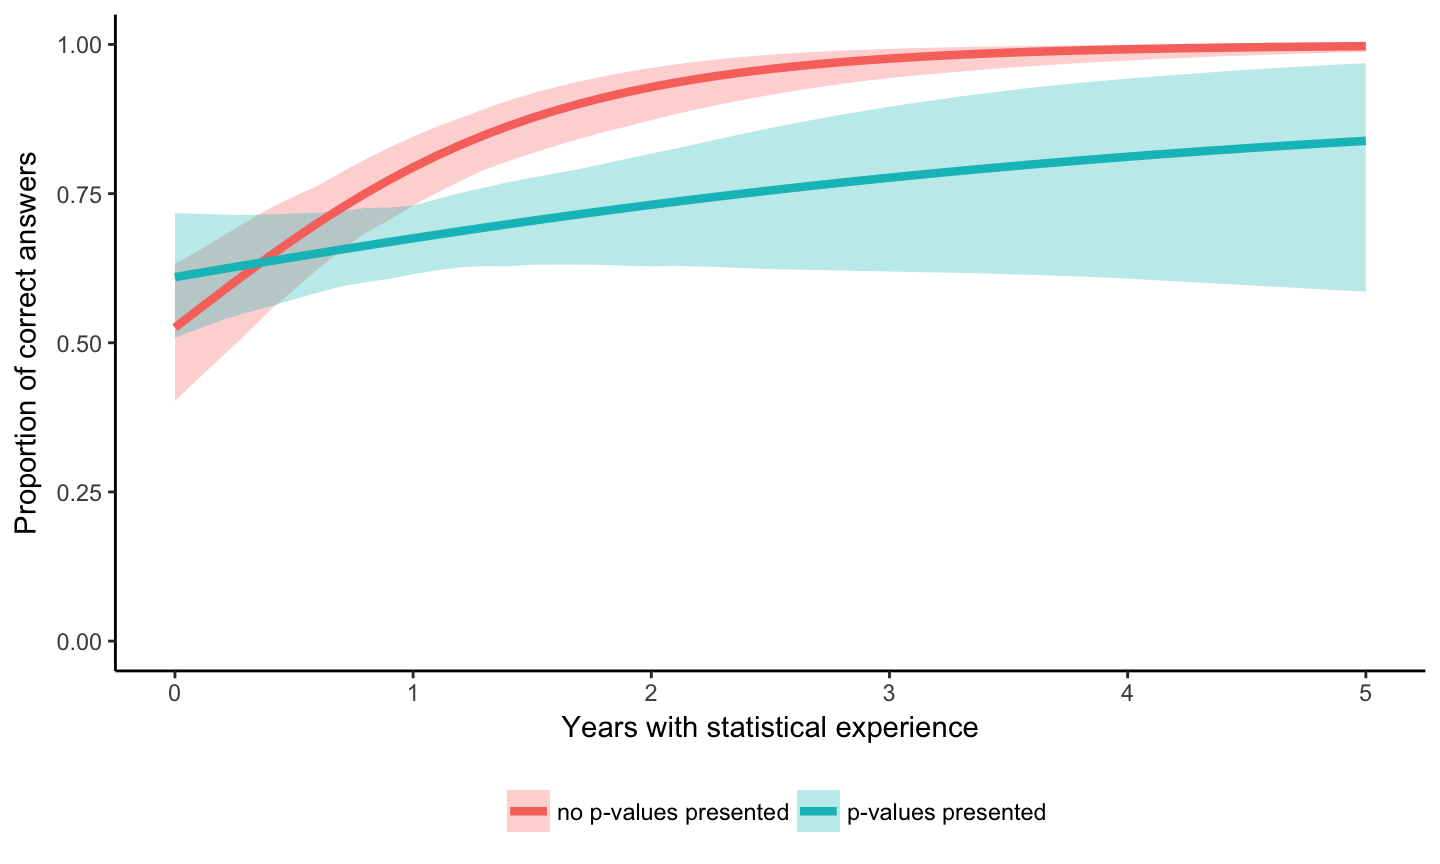 Proportion of correct answers
1.00
0.75
0.50
0.25
0.00
0 1 2 3 4 5
Years with statistical experience
no p-values presented p-values presented